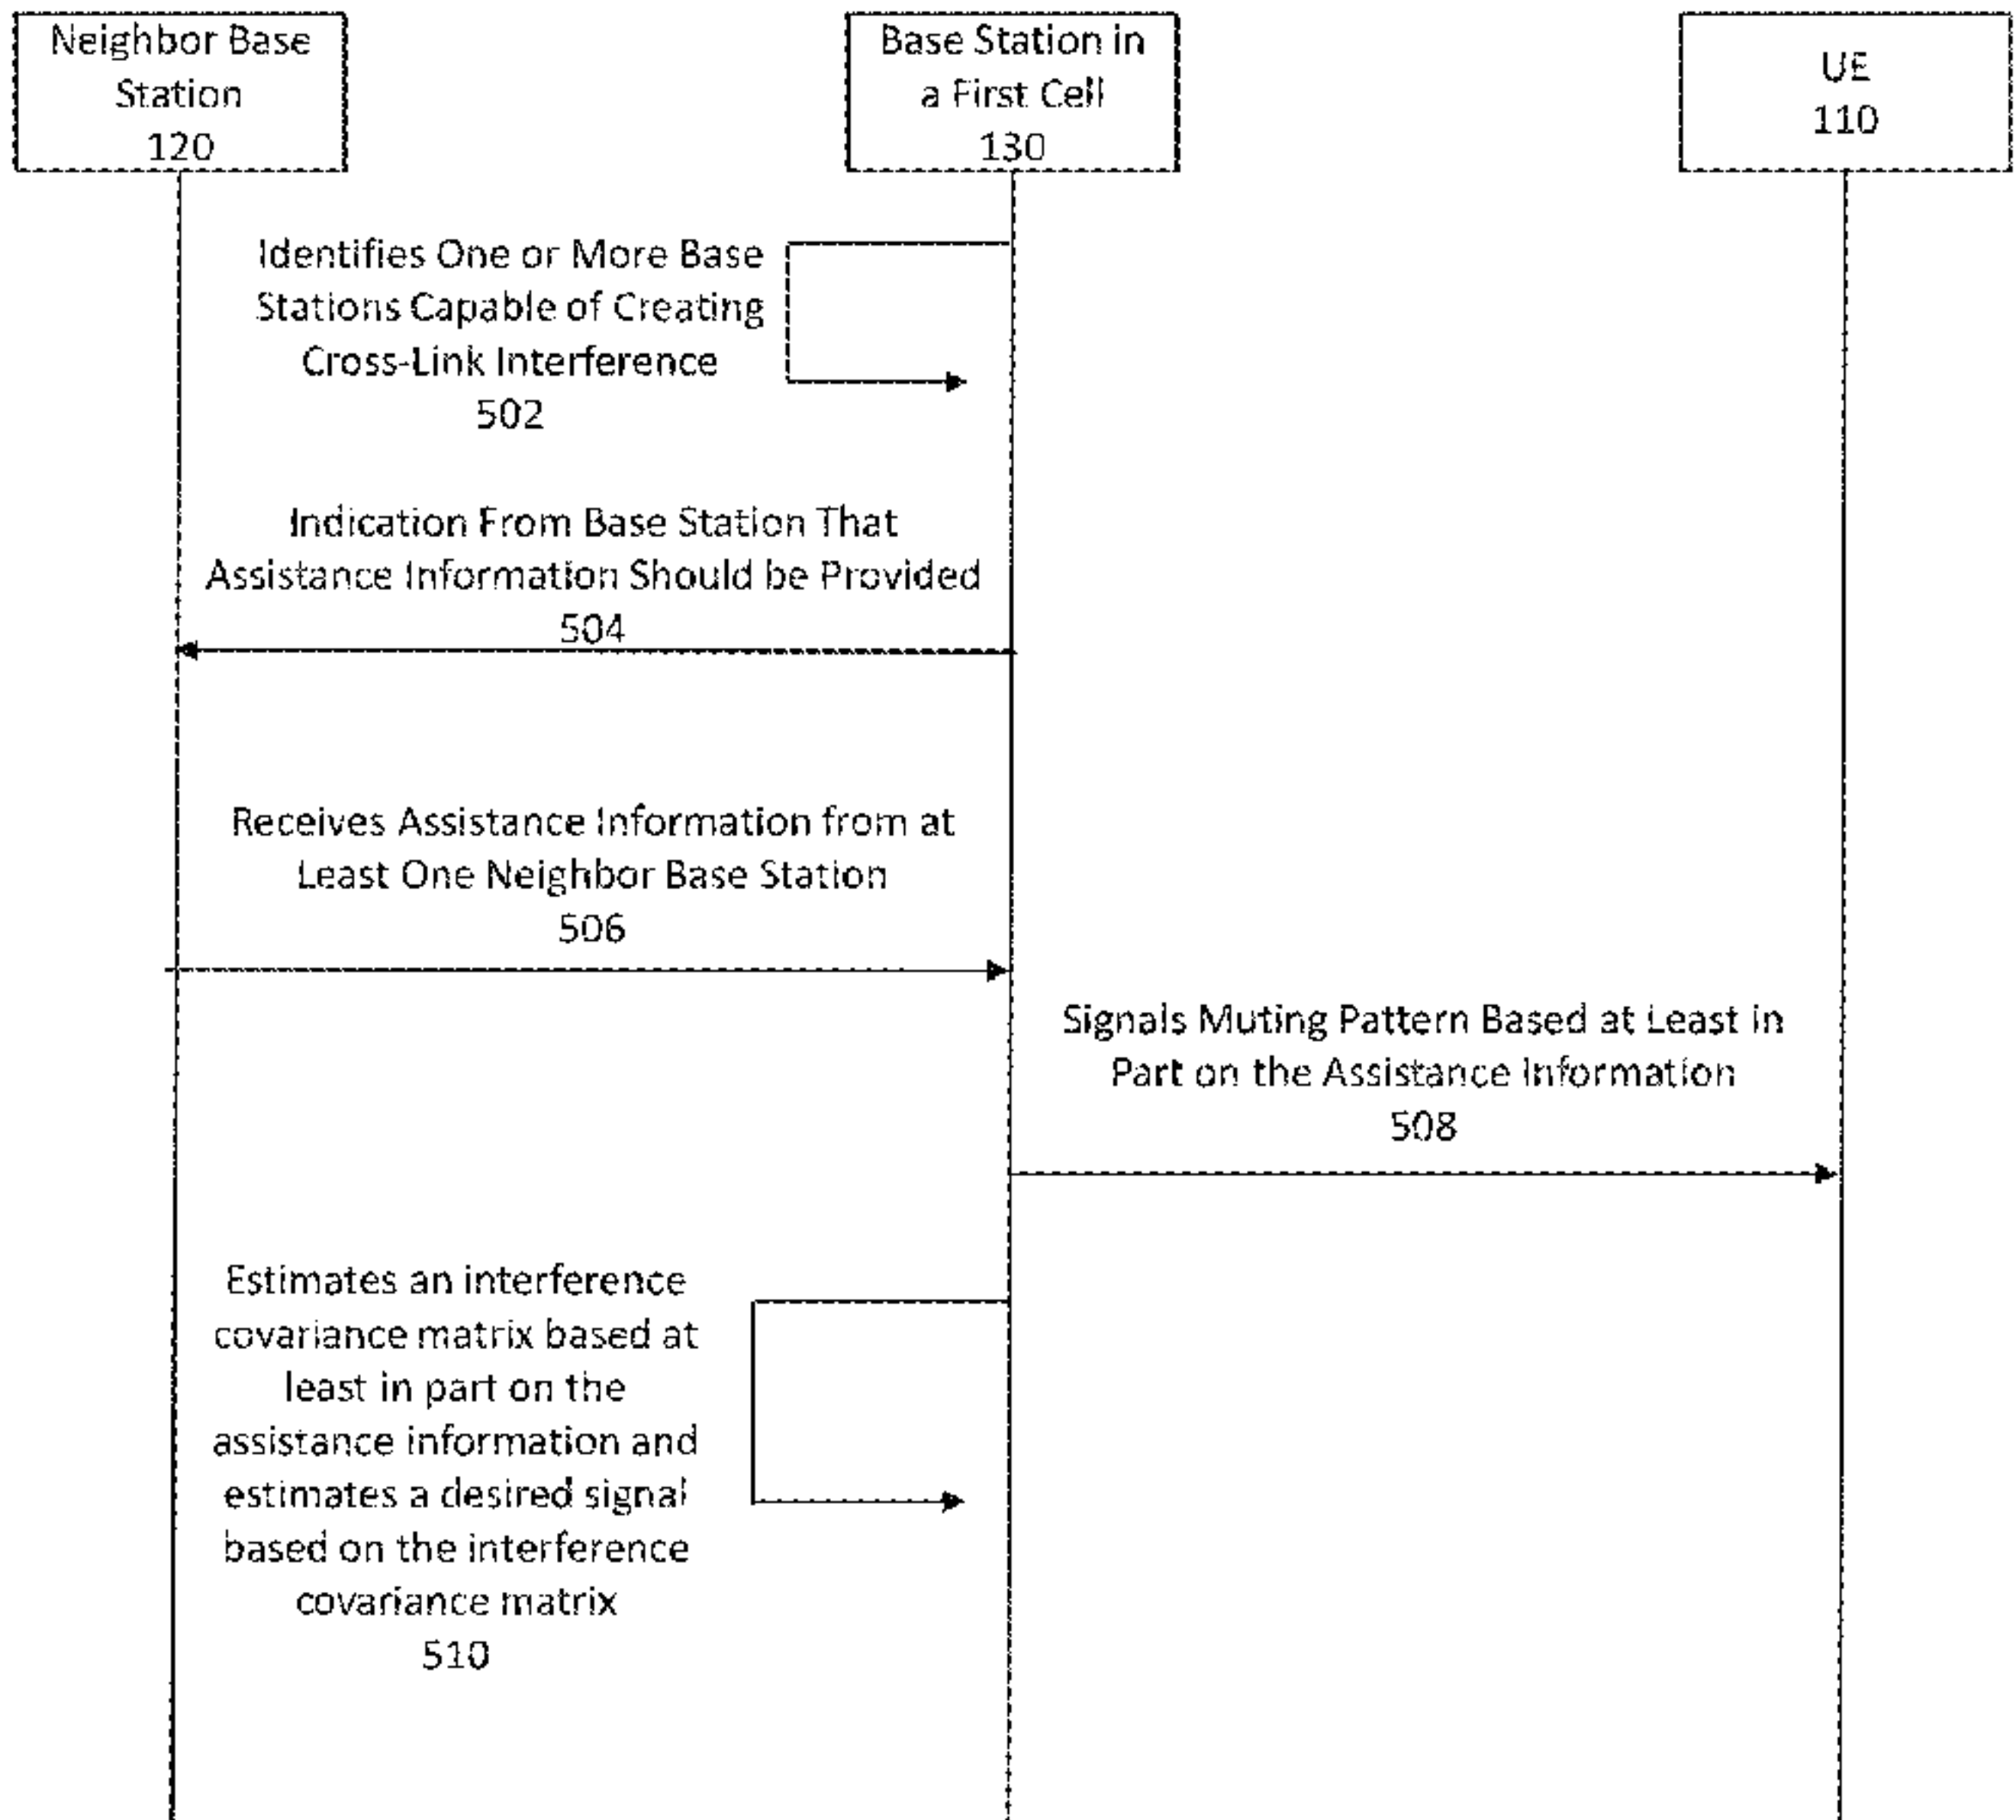 Neighbor Base
Station
120
Base Station in
a First Cell
130
UE
110
Identifies One or More Base
Stations Capable of Creating
Cross-Link Interference
502
Indication From Base Station That
Assistance Information Should be Provided
504
Receives Assistance Information from at
Least One Neighbor Base Station
506
Signals Muting Pattern Based at Least in
Part on the Assistance Information
508
Estimates an interference
covariance matrix based at
least in part on the
assistance information and
estimates a desired signal
based on the interference
covariance matrix
510